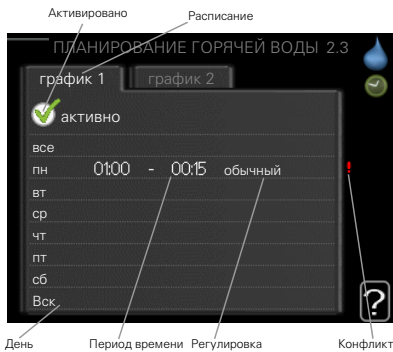 Активировано
Расписание
ПЛАНИРОВАНИЕ ГОРЯЧЕЙ ВОДЫ 2.3
график 1 график 2
активно
все
пн 01:00 - 00:15 обычный !
вт
ср
чт
пт
сб
Вск
?
День Период времени Регулировка Конфликт